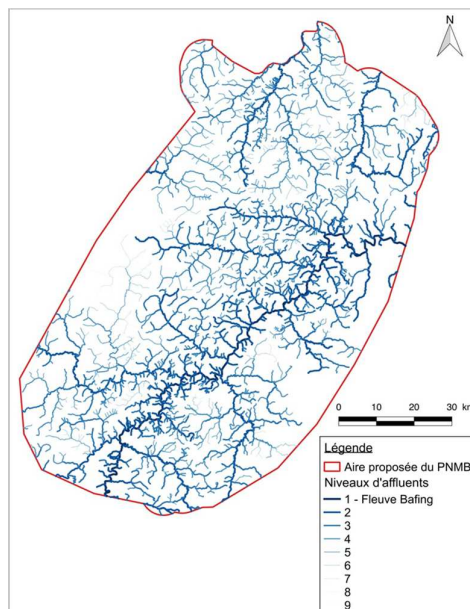 N
0 10 20 30 km
Légende
Aire proposée du PNMB
Niveaux d'affluents
1 - Fleuve Bafing
2
3
4
5
6
7
8
9